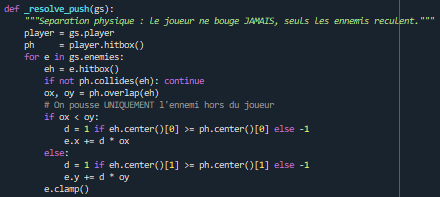 def _resolve_push(gs):
    """Separation physique : le joueur ne bouge JAMAIS, seuls les ennemis reculent."""
    player = gs.player
    ph     = player.hitbox()
    for e in gs.enemies:
        eh = e.hitbox()
        if not ph.collides(eh): continue
        ox, oy = ph.overlap(eh)
        # On pousse UNIQUEMENT l'ennemi hors du joueur
        if ox < oy:
            d = 1 if eh.center()[0] >= ph.center()[0] else -1
            e.x += d * ox
        else:
            d = 1 if eh.center()[1] >= ph.center()[1] else -1
            e.y += d * oy
        e.clamp()